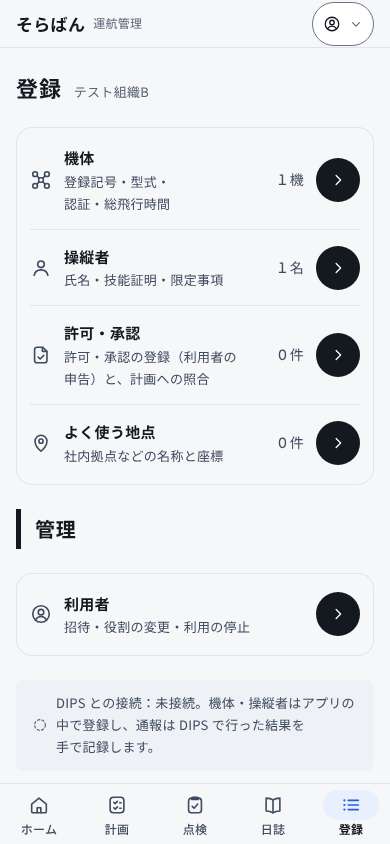 そらばん 運航管理
登録 テスト組織B
機体
登録記号・型式・
認証・総飛行時間
1 機
操縦者
氏名・技能証明・限定事項
1 名
許可・承認
許可・承認の登録（利用者の
申告）と、計画への照合
0 件
よく使う地点
社内拠点などの名称と座標
0 件
管理
利用者
招待・役割の変更・利用の停止
DIPS との接続：未接続。機体・操縦者はアプリの
中で登録し、通報は DIPS で行った結果を
手で記録します。
ホーム 計画 点検 日誌 登録